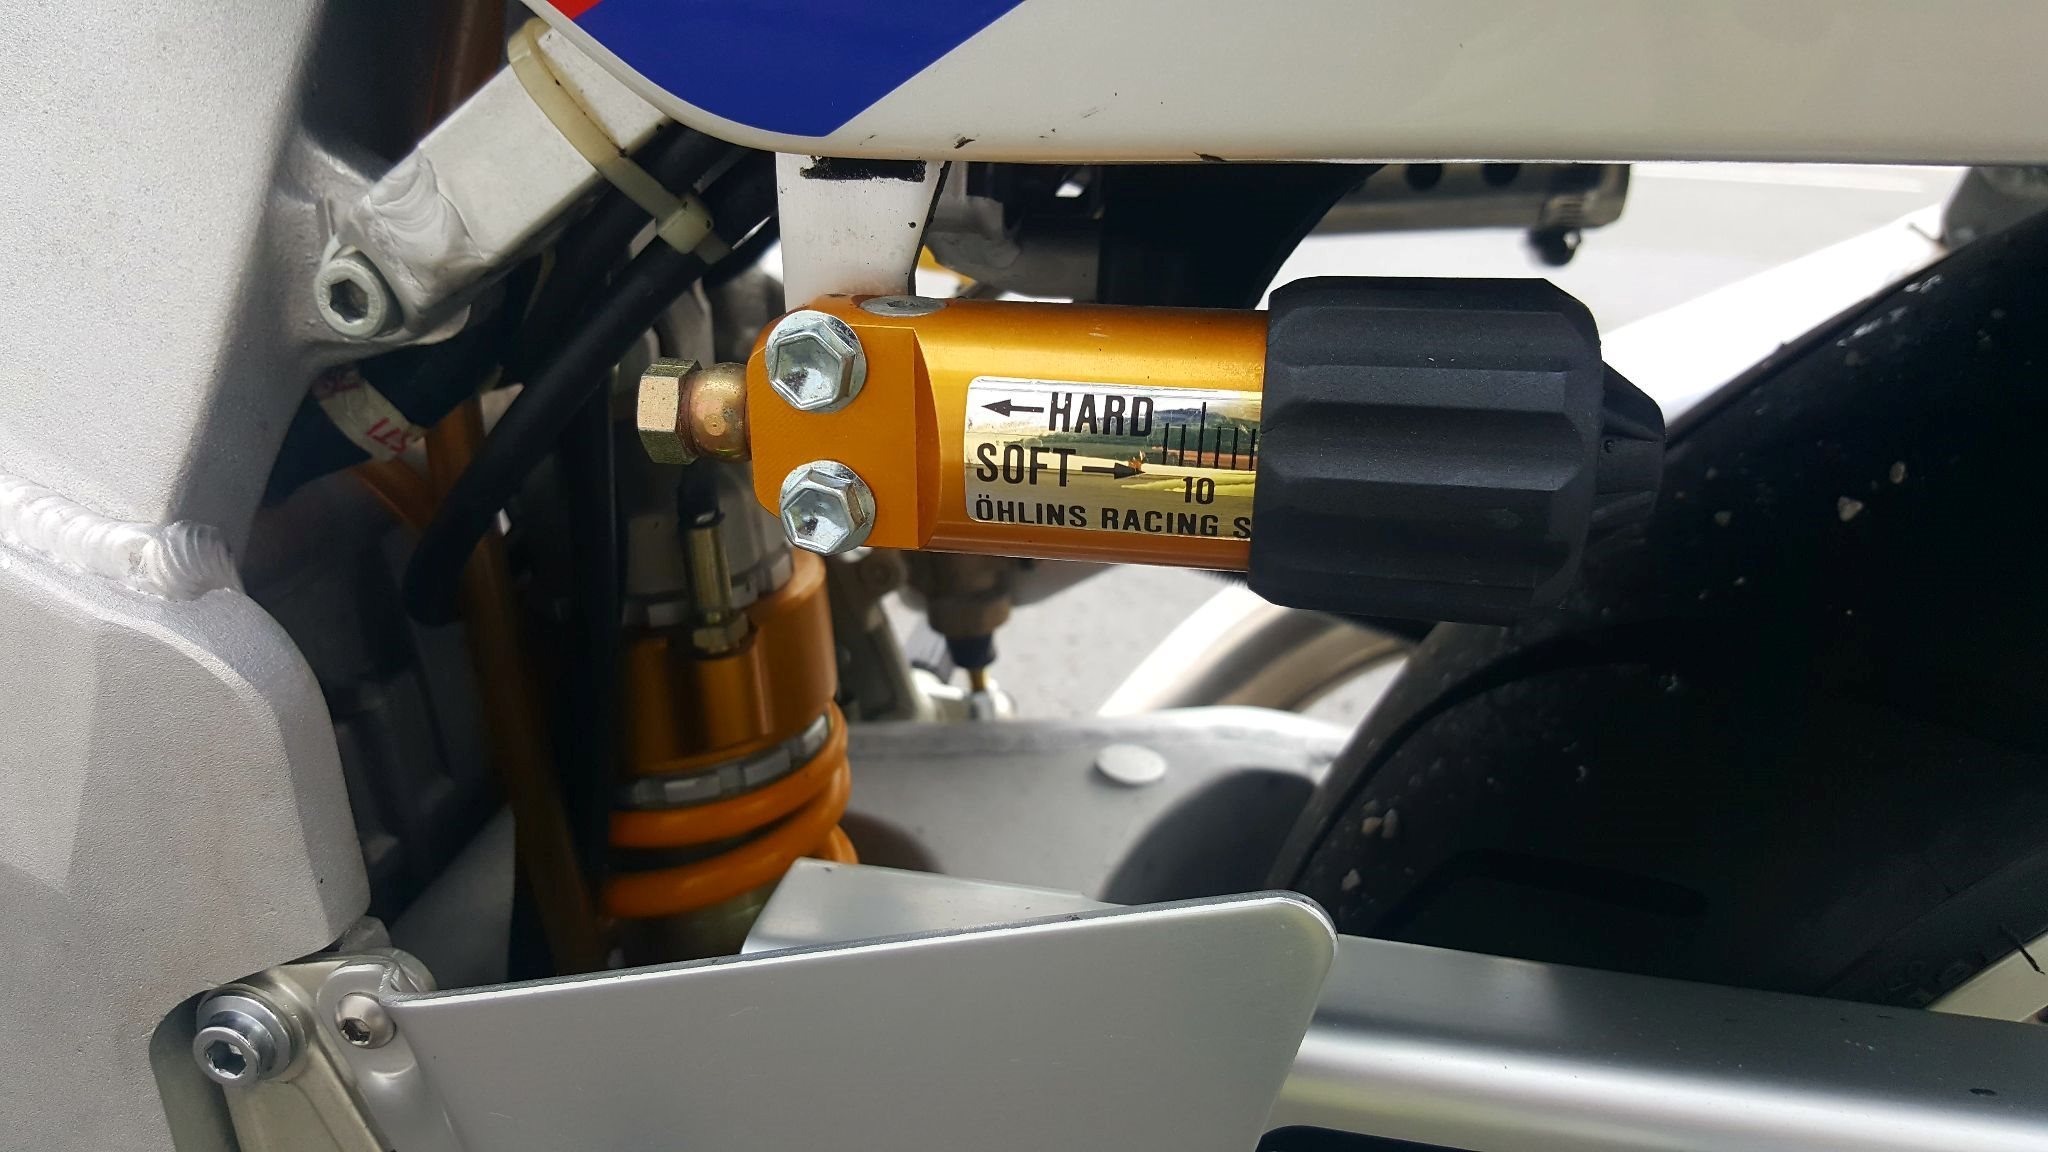 ←HARD
SOFT→
10
ÖHLINS RACING S